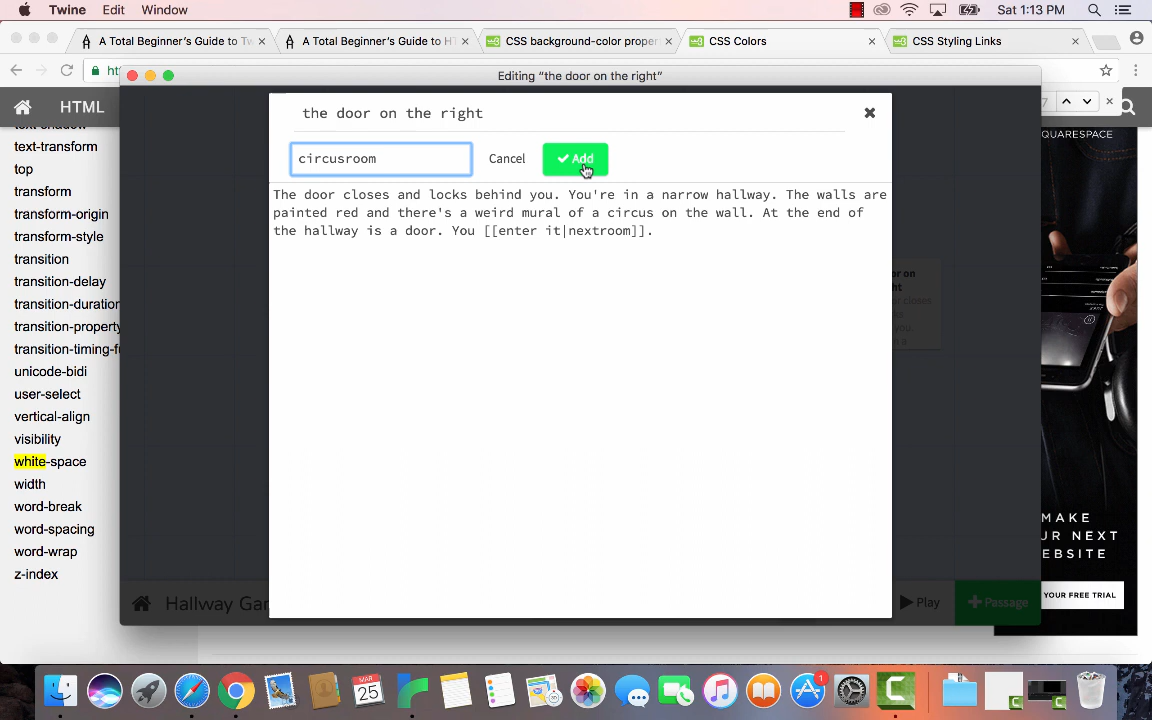 Twine Edit Window Sat 1:13 PM
A Total Beginner's Guide to Tw
A Total Beginner's Guide to HT
CSS background-color proper
CSS Colors
CSS Styling Links
Editing "the door on the right"
HTML
the door on the right
circusroom
Cancel
Add
The door closes and locks behind you. You're in a narrow hallway. The walls are
painted red and there's a weird mural of a circus on the wall. At the end of
the hallway is a door. You [[enter it|nextroom]].
text-shadow
text-transform
top
transform
transform-origin
transform-style
transition
transition-delay
transition-duration
transition-property
transition-timing-f
unicode-bidi
user-select
vertical-align
visibility
white-space
width
word-break
word-spacing
word-wrap
z-index
Hallway Gar
Play
Passage
QUARESPACE
MAKE
UR NEXT
EBSITE
YOUR FREE TRIAL
MAR
25
1